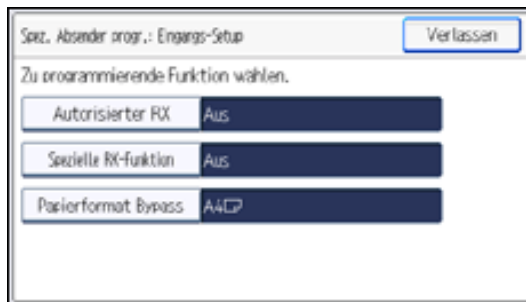 Spez. Absender progr.: Eingangs-Setup
Verlassen
Zu programmierende Funktion wählen.
Autorisierter RX
Aus
Spezielle RX-Funktion
Aus
Papierformat Bypass
A4